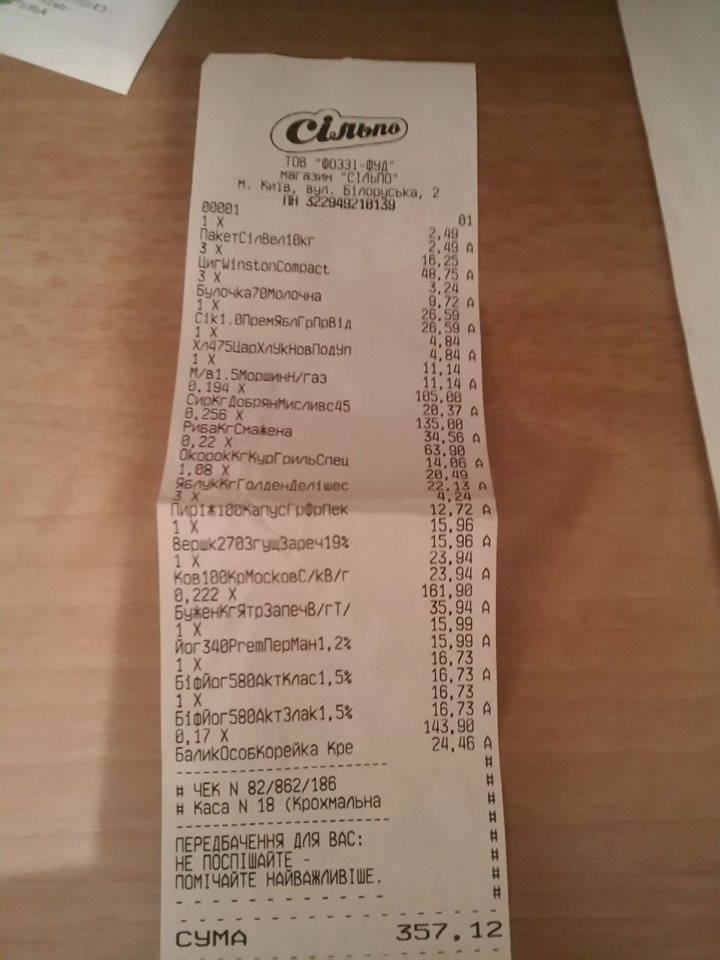 Сільпо
ТОВ "ФОЗЗІ-ФУД"
магазин "СІЛЬПО"
м. Київ, вул. Білоруська, 2
ПН 322949210139
00001 01
1 X 2,49
ПакетСілВел10кг 2,49 А
3 X 16,25
ЦигWinstonCompact 48,75 А
3 X 3,24
Булочка70Молочна 9,72 А
1 X 26,59
Сік1.0ПремЯблГрПрВід 26,59 А
1 X 4,84
Хл475ЦарХлУкНовПодУп 4,84 А
1 X 11,14
М/в1.5МоршинН/газ 11,14 А
0,194 X 105,00
СирКгДобрянМисливс45 20,37 А
0,256 X 135,00
РибаКгСмажена 34,56 А
0,22 X 63,90
ОкорокКгКурГрильСпец 14,06 А
1,08 X 20,49
ЯблукКгГолденДелішес 22,13 А
3 X 4,24
Пиріж100КапусГрФрПек 12,72 А
1 X 15,96
Вершк270ЗгущЗареч19% 15,96 А
1 X 23,94
Ков100КрМосковС/кВ/г 23,94 А
0,222 X 161,90
БуженКгЯтрЗапечВ/гТ/ 35,94 А
1 X 15,99
Йог340PremПерМан1,2% 15,99 А
1 X 16,73
БіфЙог580АктКлас1,5% 16,73 А
1 X 16,73
БіфЙог580АктЗлак1,5% 16,73 А
0,17 X 143,90
БаликОсобКорейка Кре 24,46 А
# ЧЕК N 82/862/186 #
# Каса N 18 (Крохмальна #
ПЕРЕДБАЧЕННЯ ДЛЯ ВАС: #
НЕ ПОСПІШАЙТЕ - #
ПОМІЧАЙТЕ НАЙВАЖЛИВІШЕ. #
СУМА 357,12